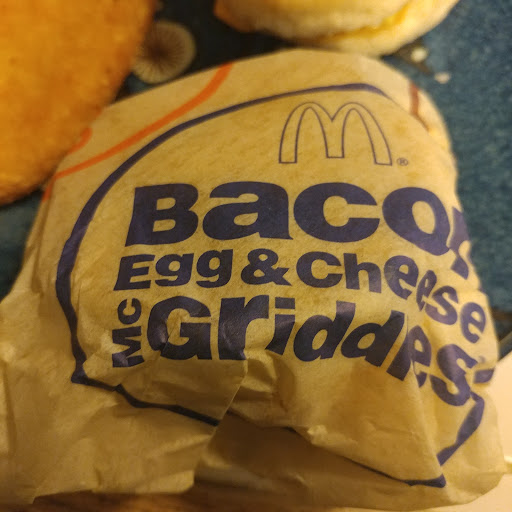 Bacon
Egg & Cheese
Mc Griddles